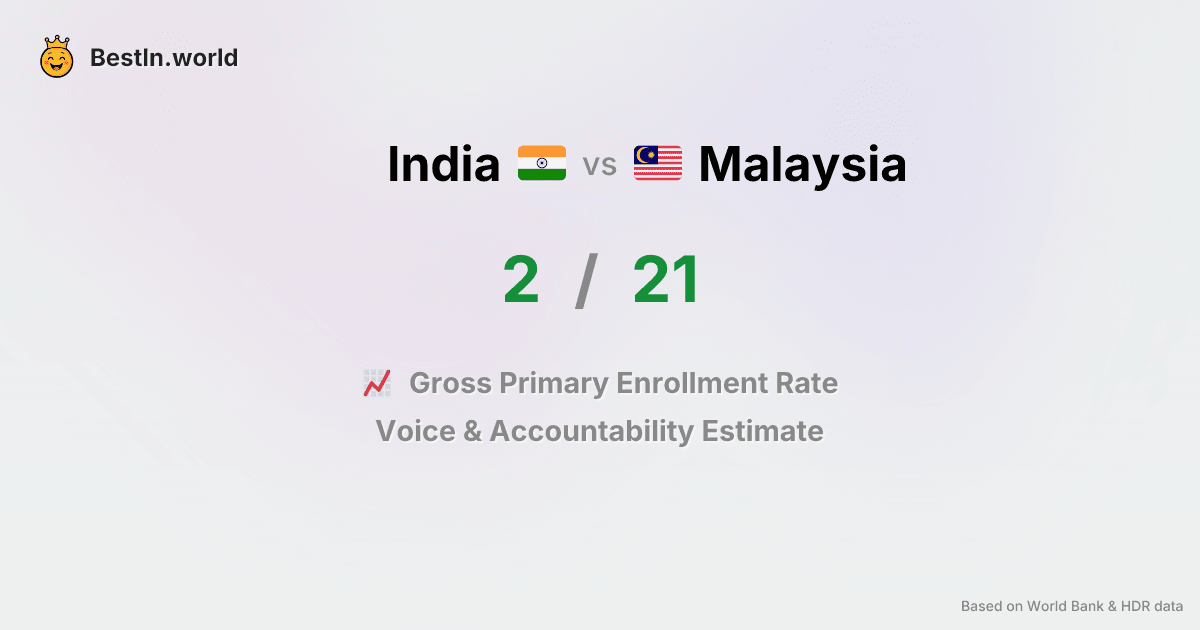 BestIn.world
India vs Malaysia
2 / 21
Gross Primary Enrollment Rate
Voice & Accountability Estimate
Based on World Bank & HDR data